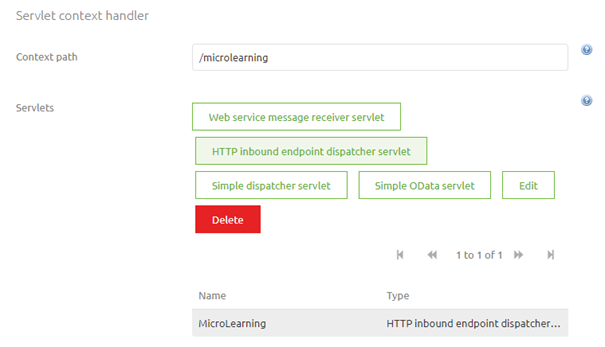 Servlet context handler
Context path
/microlearning
Servlets
Web service message receiver servlet
HTTP inbound endpoint dispatcher servlet
Simple dispatcher servlet Simple OData servlet Edit
Delete
1 to 1 of 1
Name Type
MicroLearning HTTP inbound endpoint dispatcher...